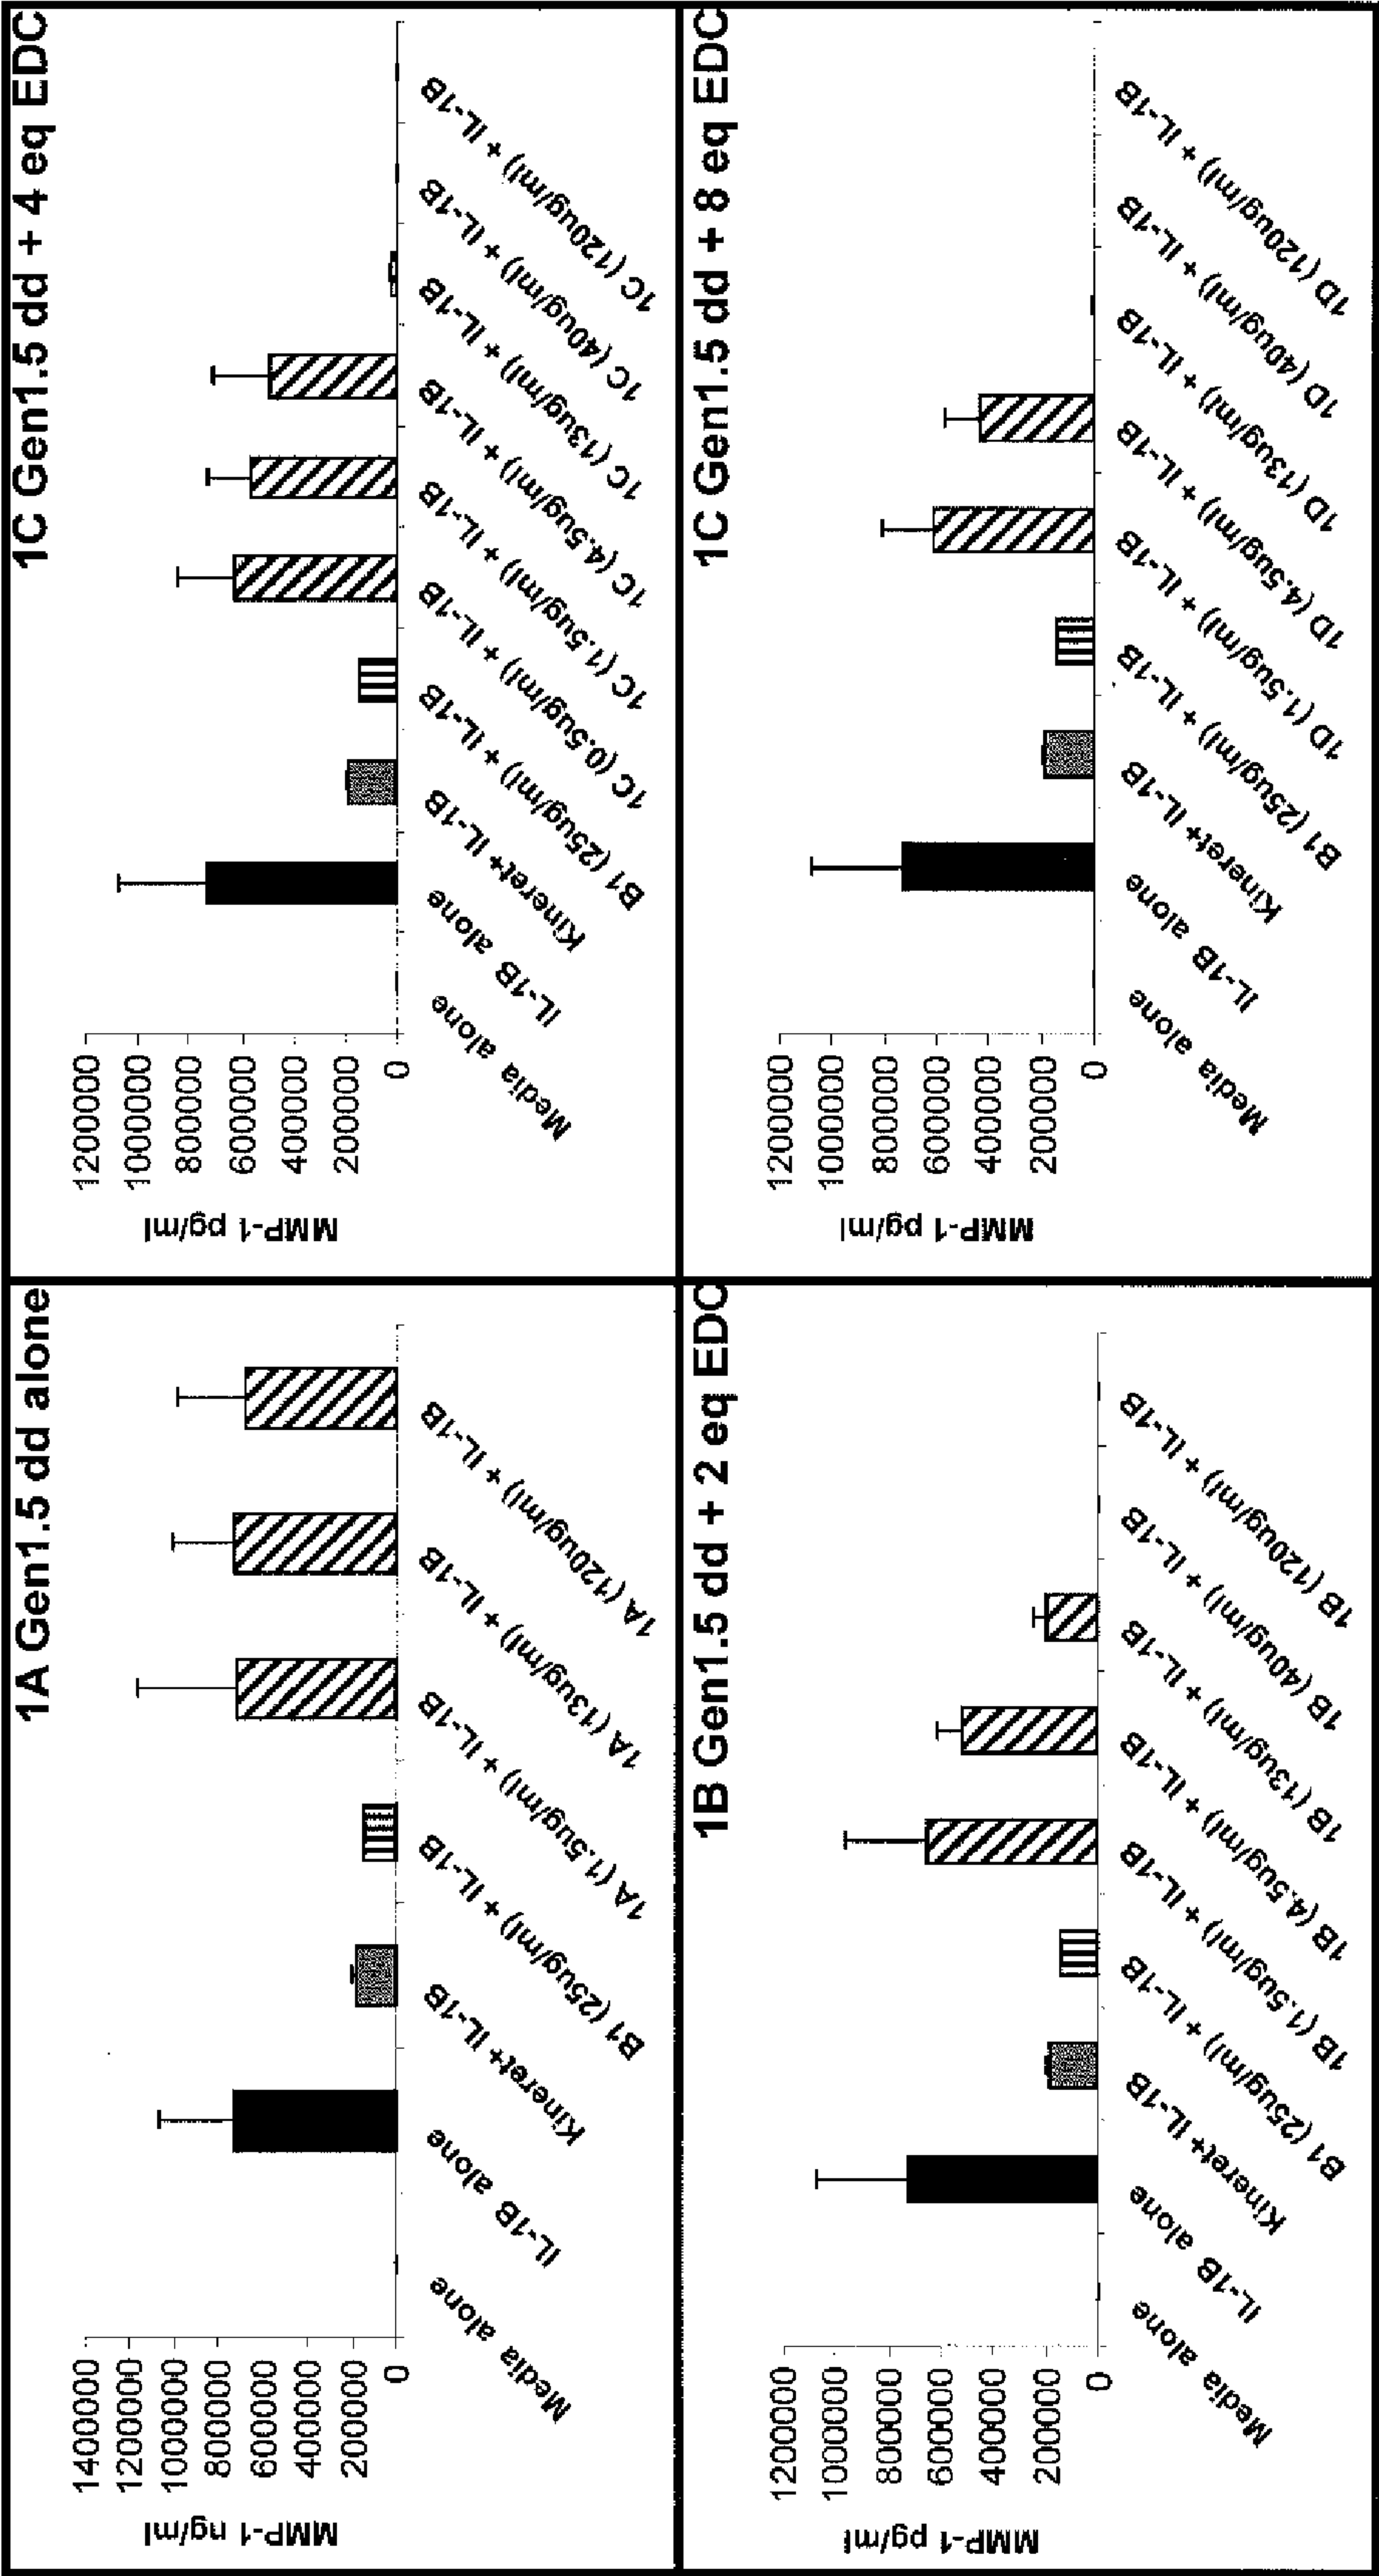 1A Gen1.5 dd alone
MMP-1 ng/ml
1400000
1200000
1000000
800000
600000
400000
200000
0
Media alone
IL-1B alone
Kineret+ IL-1B
B1 (25ug/ml) + IL-1B
1A (1.5ug/ml) + IL-1B
1A (13ug/ml) + IL-1B
1A (120ug/ml) + IL-1B
1C Gen1.5 dd + 4 eq EDC
MMP-1 pg/ml
1200000
1000000
800000
600000
400000
200000
0
Media alone
IL-1B alone
Kineret+ IL-1B
B1 (25ug/ml) + IL-1B
1C (0.5ug/ml) + IL-1B
1C (1.5ug/ml) + IL-1B
1C (4.5ug/ml) + IL-1B
1C (13ug/ml) + IL-1B
1C (40ug/ml) + IL-1B
1C (120ug/ml) + IL-1B
1B Gen1.5 dd + 2 eq EDC
MMP-1 pg/ml
1200000
1000000
800000
600000
400000
200000
0
Media alone
IL-1B alone
Kineret+ IL-1B
B1 (25ug/ml) + IL-1B
1B (1.5ug/ml) + IL-1B
1B (4.5ug/ml) + IL-1B
1B (13ug/ml) + IL-1B
1B (40ug/ml) + IL-1B
1B (120ug/ml) + IL-1B
1C Gen1.5 dd + 8 eq EDC
MMP-1 pg/ml
1200000
1000000
800000
600000
400000
200000
0
Media alone
IL-1B alone
Kineret+ IL-1B
B1 (25ug/ml) + IL-1B
1D (1.5ug/ml) + IL-1B
1D (4.5ug/ml) + IL-1B
1D (13ug/ml) + IL-1B
1D (40ug/ml) + IL-1B
1D (120ug/ml) + IL-1B